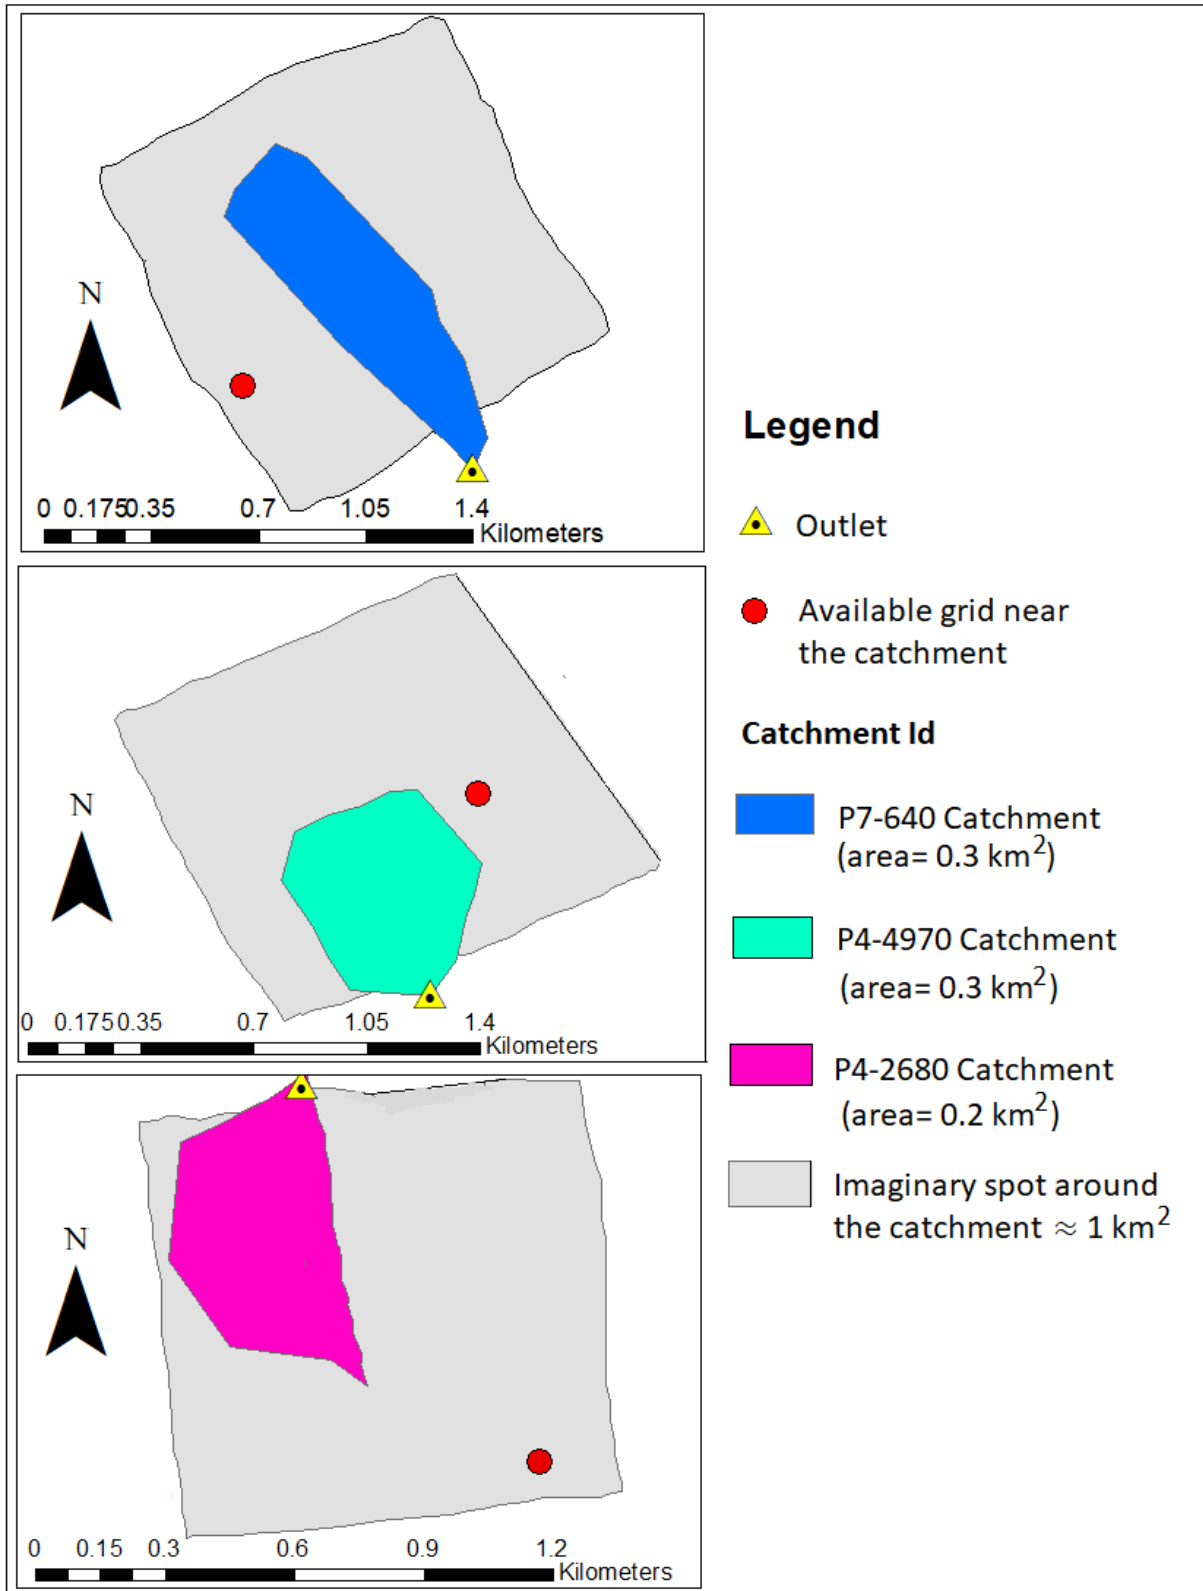 N
0 0.175 0.35 0.7 1.05 1.4
Kilometers
N
0 0.175 0.35 0.7 1.05 1.4
Kilometers
N
0 0.15 0.3 0.6 0.9 1.2
Kilometers
Legend
Outlet
Available grid near
the catchment
Catchment Id
P7-640 Catchment
(area= 0.3 km²)
P4-4970 Catchment
(area= 0.3 km²)
P4-2680 Catchment
(area= 0.2 km²)
Imaginary spot around
the catchment ≈ 1 km²